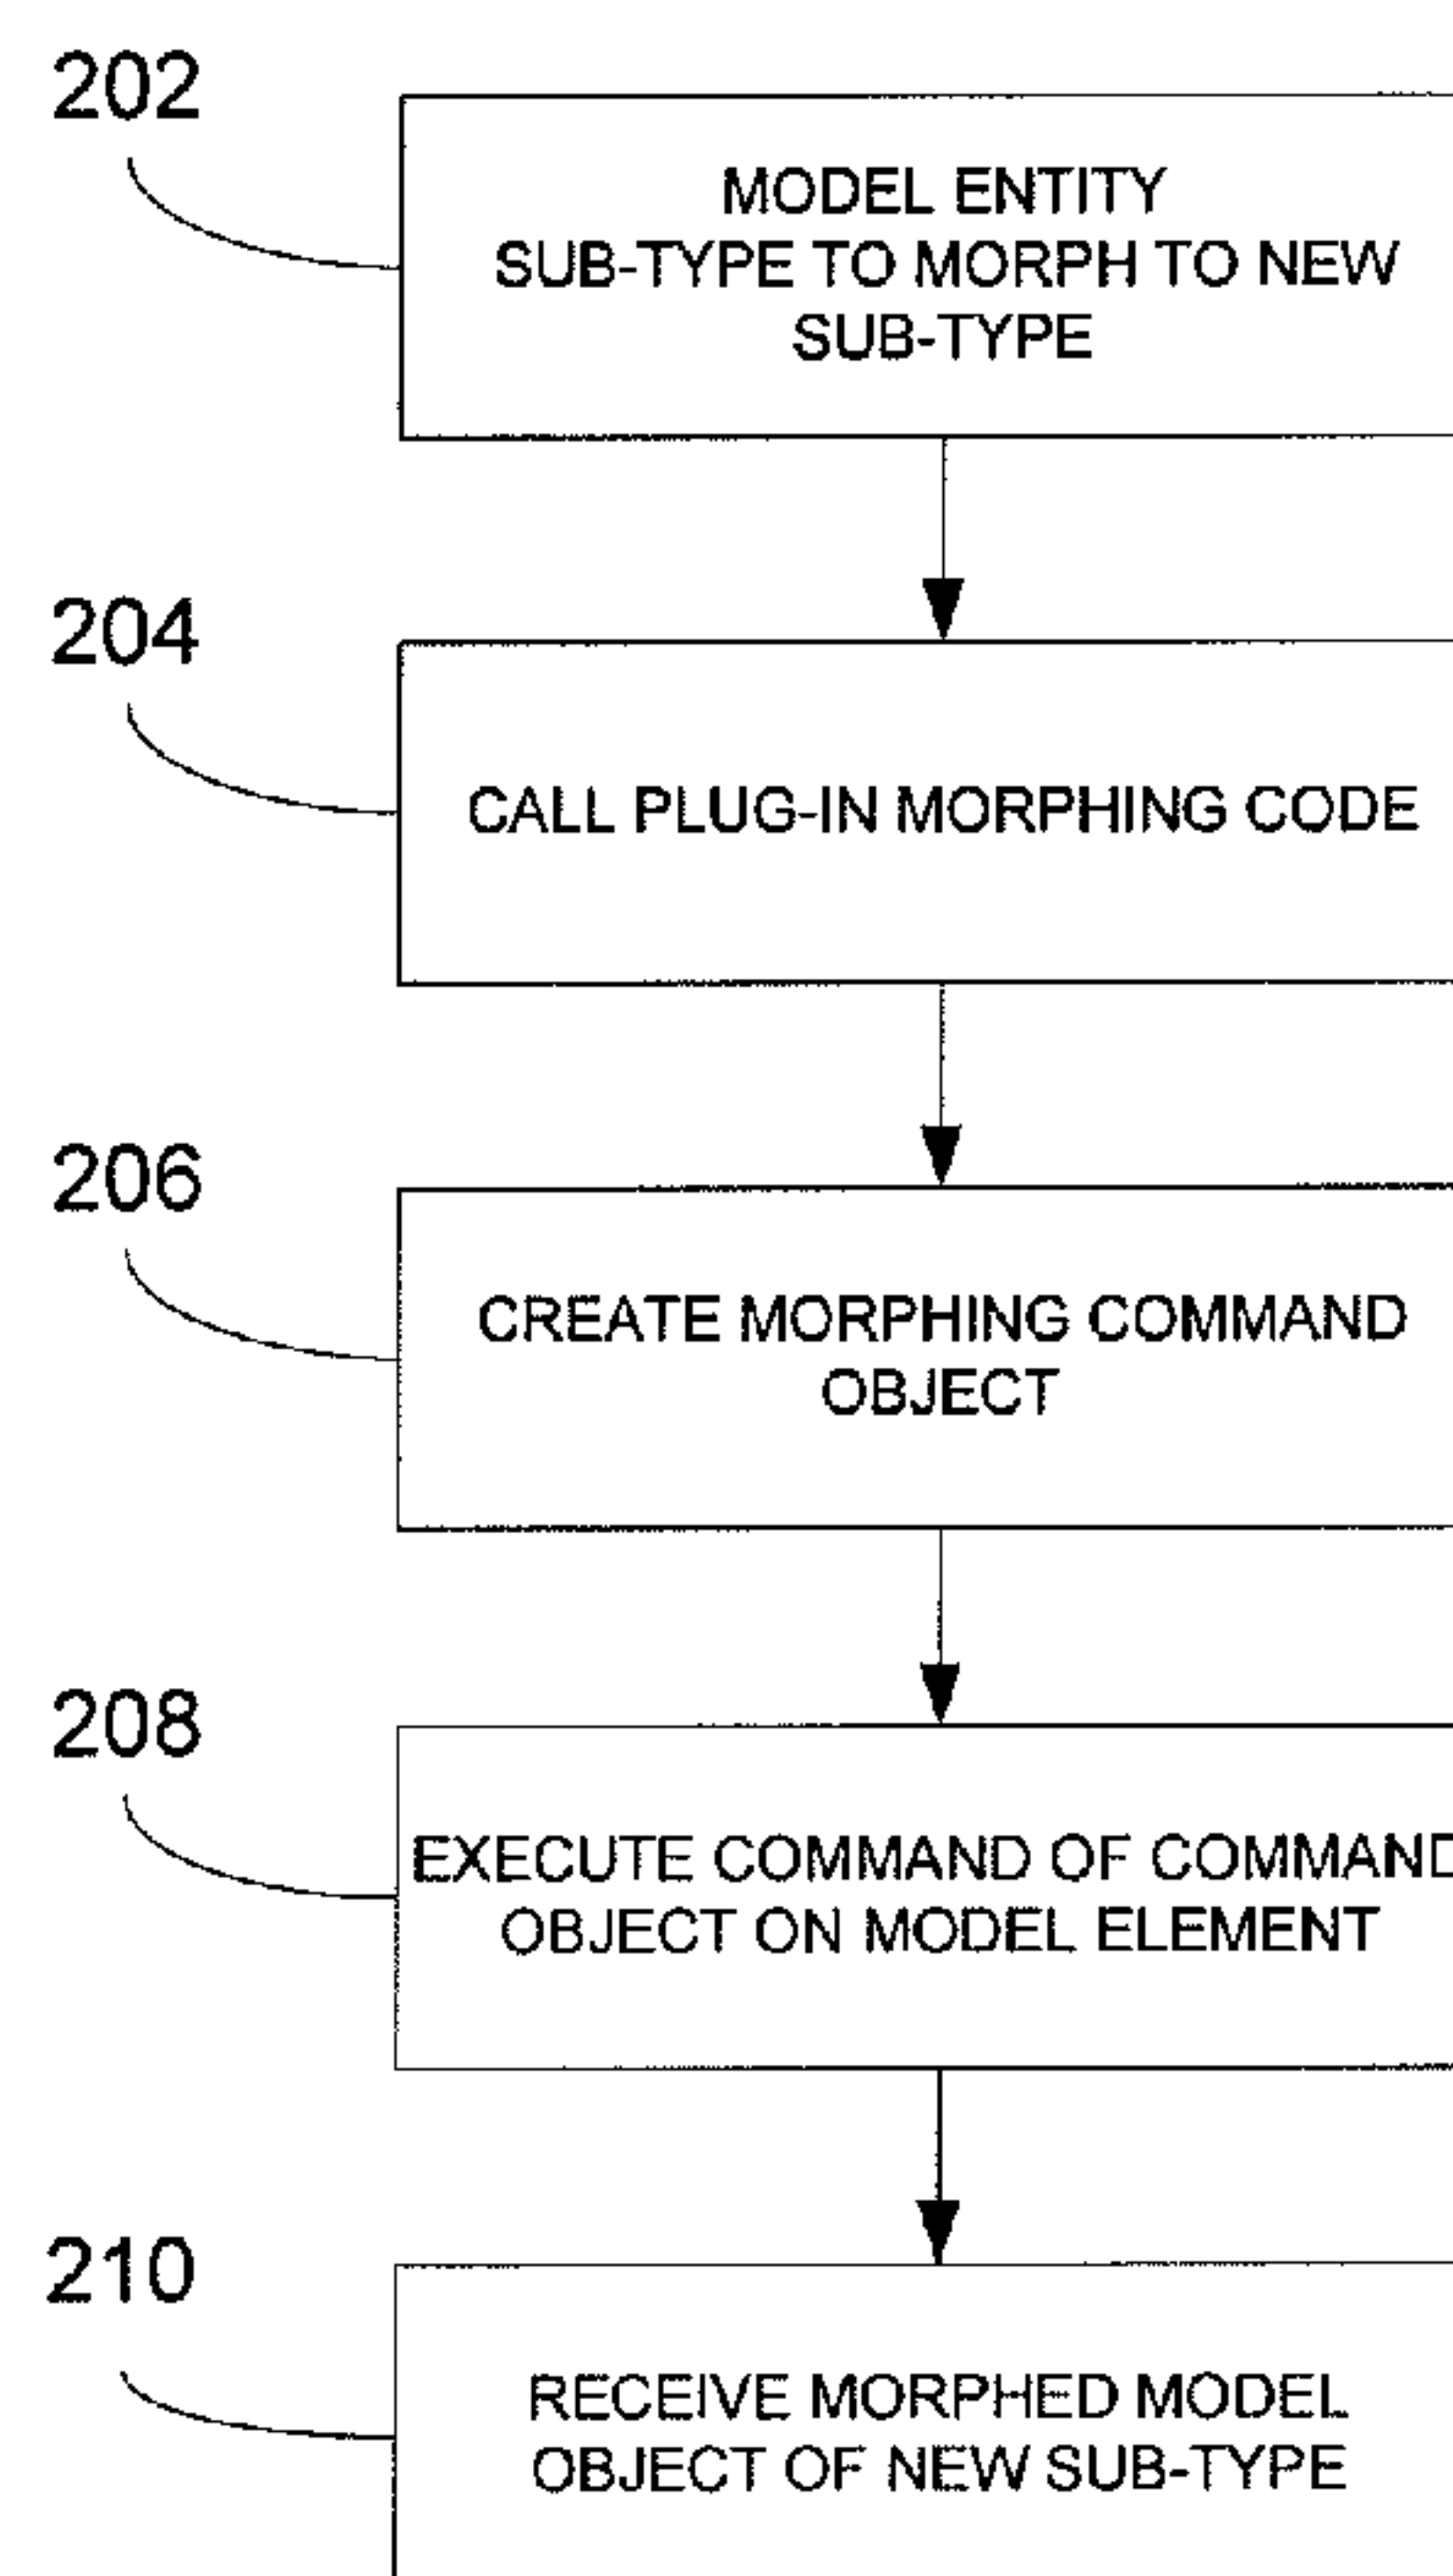 202
MODEL ENTITY
SUB-TYPE TO MORPH TO NEW
SUB-TYPE
204
CALL PLUG-IN MORPHING CODE
206
CREATE MORPHING COMMAND
OBJECT
208
EXECUTE COMMAND OF COMMAND
OBJECT ON MODEL ELEMENT
210
RECEIVE MORPHED MODEL
OBJECT OF NEW SUB-TYPE